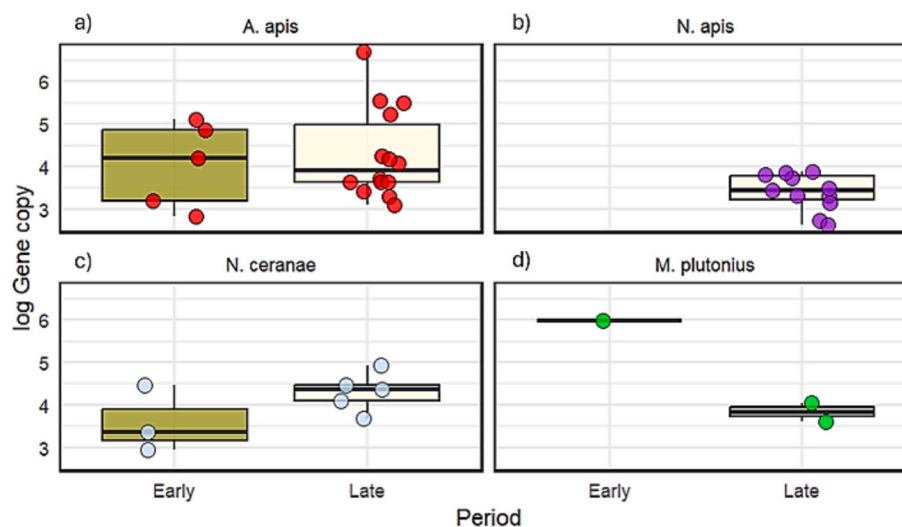 a) A. apis
b) N. apis
6
5
4
3
c) N. ceranae
d) M. plutonius
6
5
4
3
log Gene copy
Early Late Early Late
Period